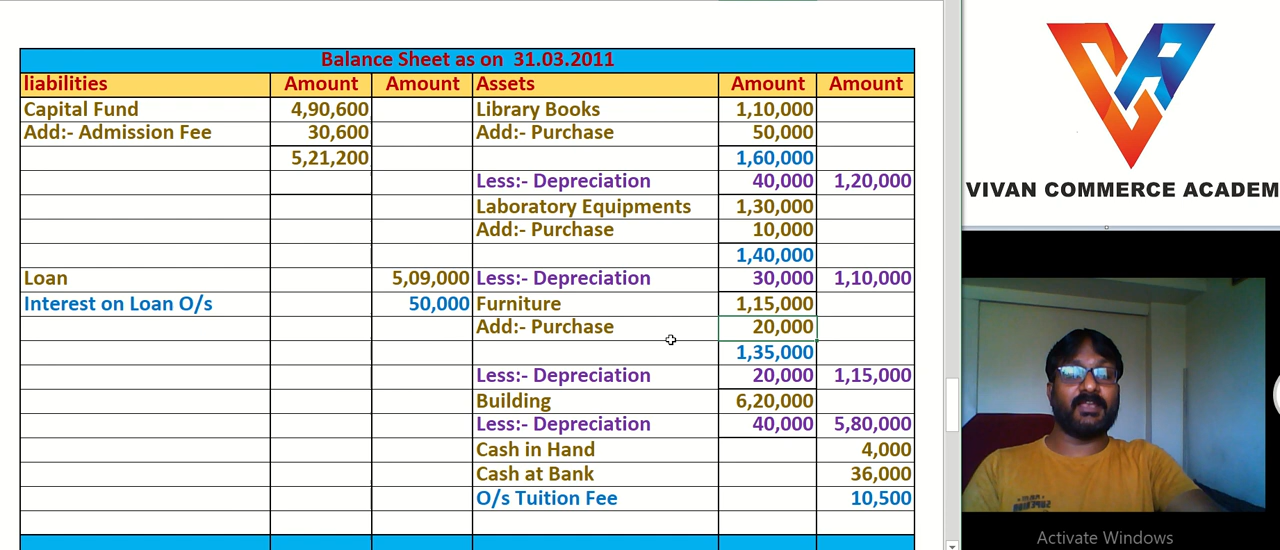 Balance Sheet as on 31.03.2011
liabilities Amount Amount Assets Amount Amount
Capital Fund 4,90,600 Library Books 1,10,000
Add:- Admission Fee 30,600 Add:- Purchase 50,000
5,21,200 1,60,000
Less:- Depreciation 40,000 1,20,000
Laboratory Equipments 1,30,000
Add:- Purchase 10,000
1,40,000
Loan 5,09,000 Less:- Depreciation 30,000 1,10,000
Interest on Loan O/s 50,000 Furniture 1,15,000
Add:- Purchase 20,000
1,35,000
Less:- Depreciation 20,000 1,15,000
Building 6,20,000
Less:- Depreciation 40,000 5,80,000
Cash in Hand 4,000
Cash at Bank 36,000
O/s Tuition Fee 10,500
VIVAN COMMERCE ACADEM
Activate Windows